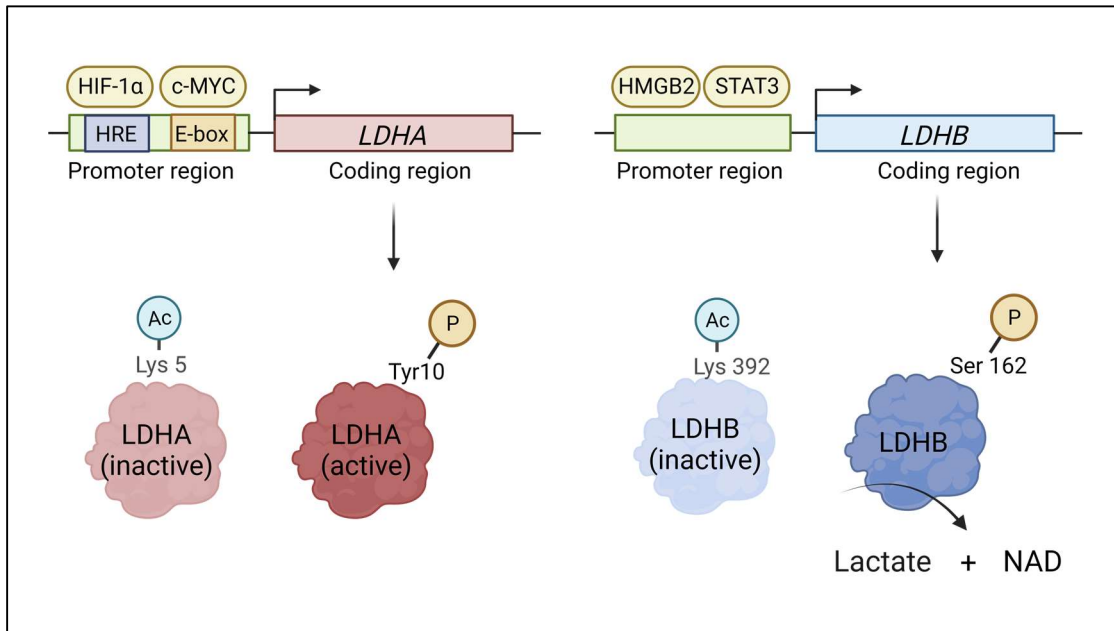 HIF-1α c-MYC
HRE E-box LDHA
Promoter region Coding region
HMGB2 STAT3
LDHB
Promoter region Coding region
Ac
Lys 5
LDHA
(inactive)
P
Tyr10
LDHA
(active)
Ac
Lys 392
LDHB
(inactive)
P
Ser 162
LDHB
Lactate + NAD